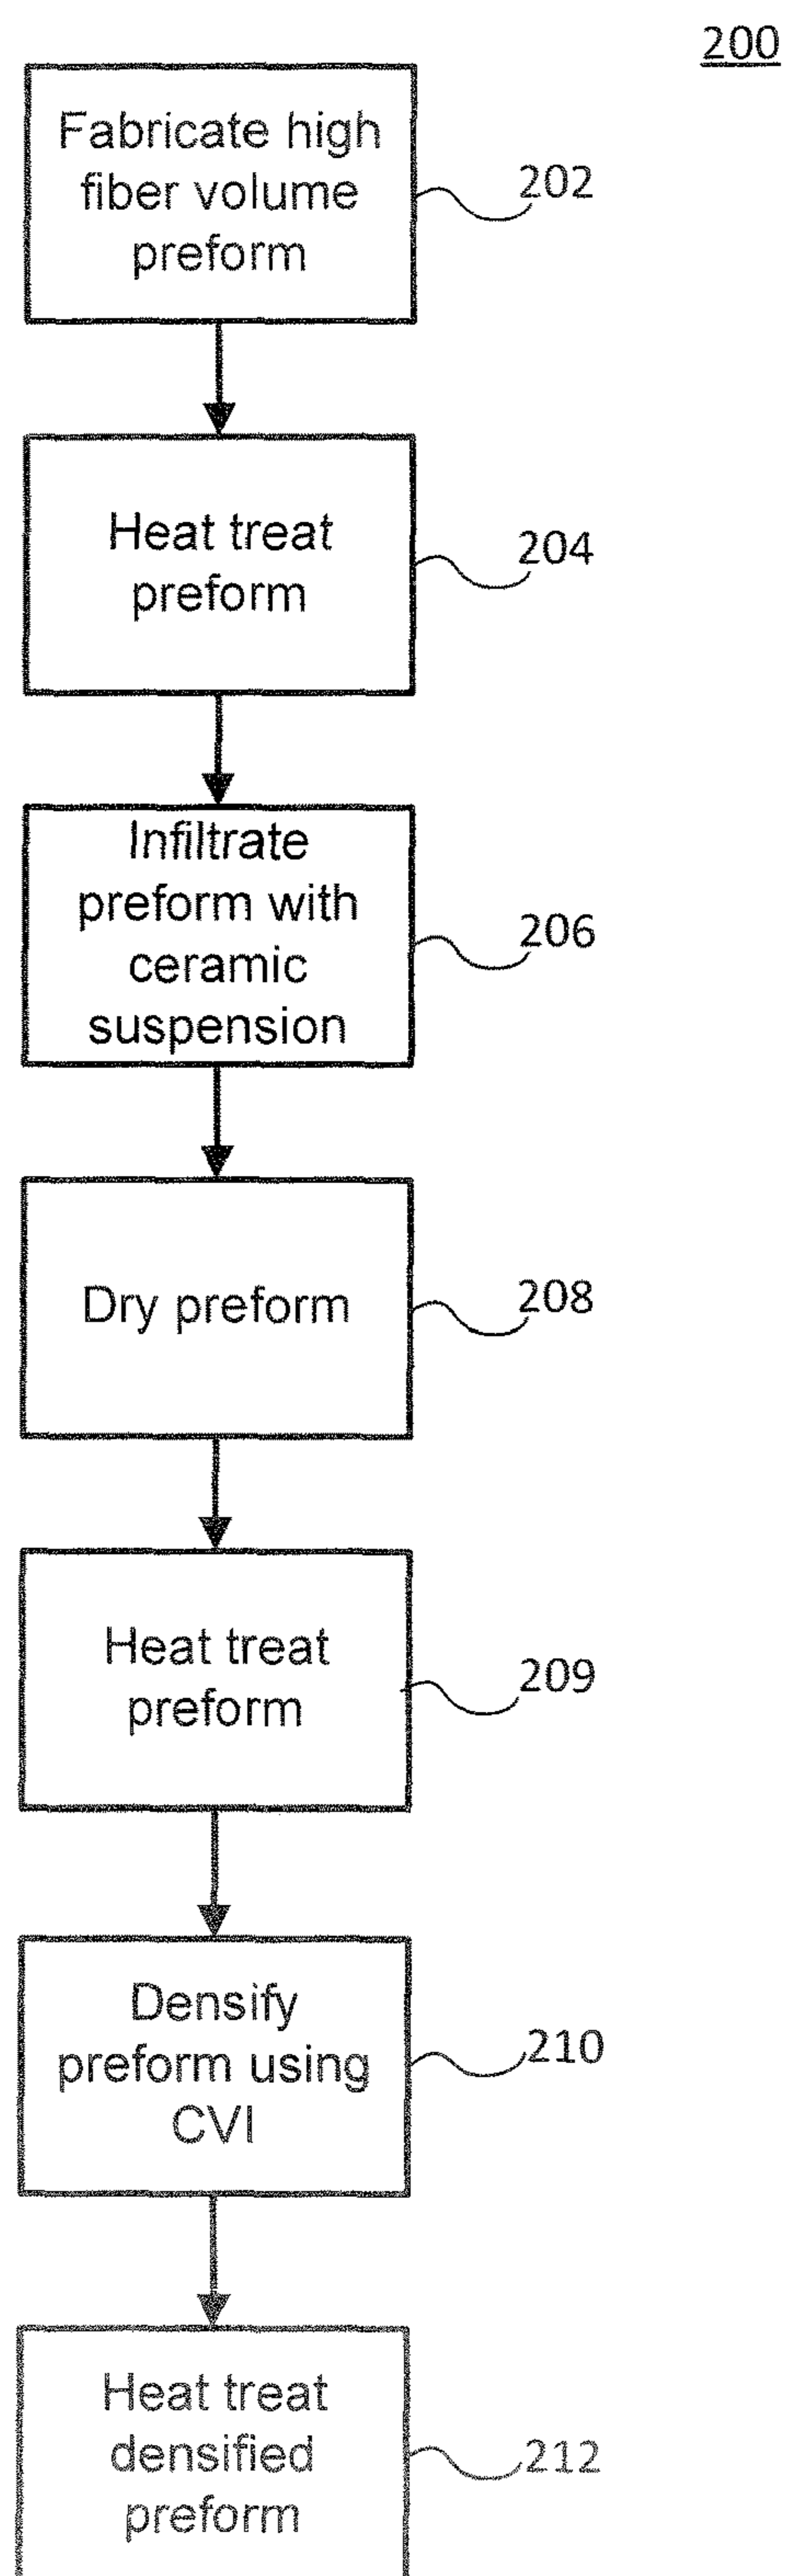 200
Fabricate high
fiber volume
preform
202
Heat treat
preform
204
Infiltrate
preform with
ceramic
suspension
206
Dry preform
208
Heat treat
preform
209
Densify
preform using
CVI
210
Heat treat
densified
preform
212